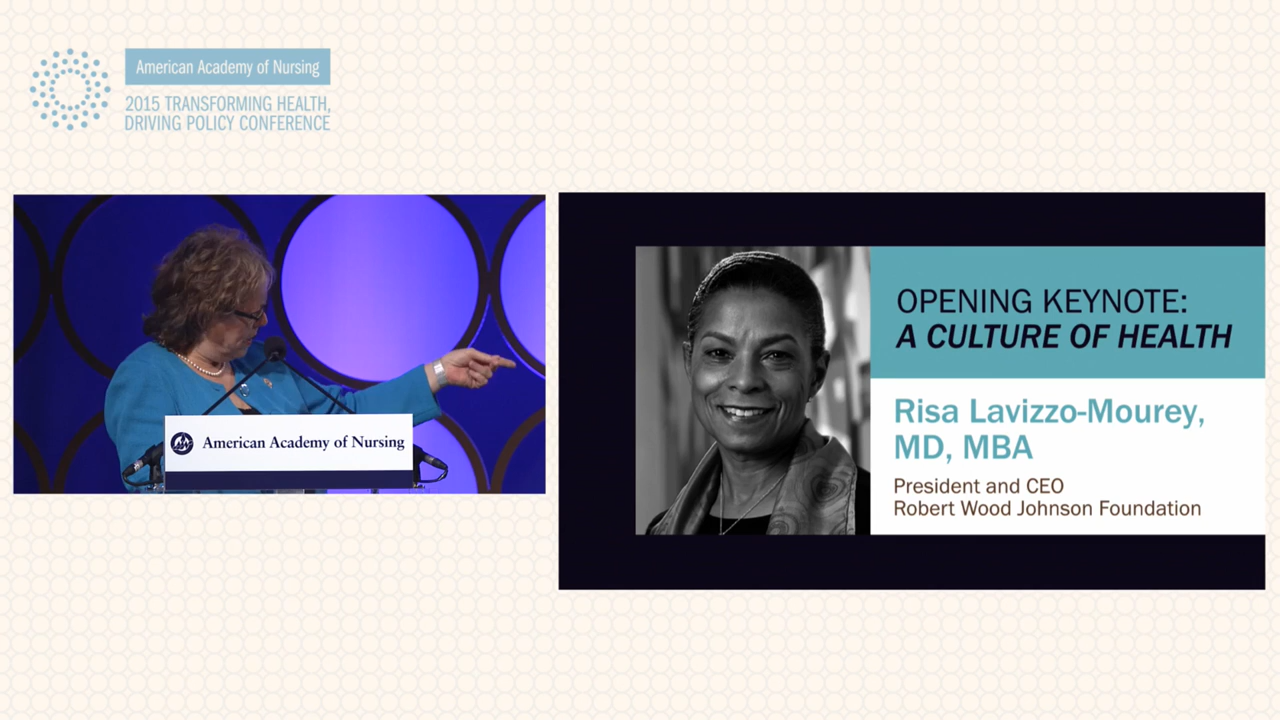 American Academy of Nursing
2015 TRANSFORMING HEALTH,
DRIVING POLICY CONFERENCE
American Academy of Nursing
OPENING KEYNOTE:
A CULTURE OF HEALTH
Risa Lavizzo-Mourey,
MD, MBA
President and CEO
Robert Wood Johnson Foundation